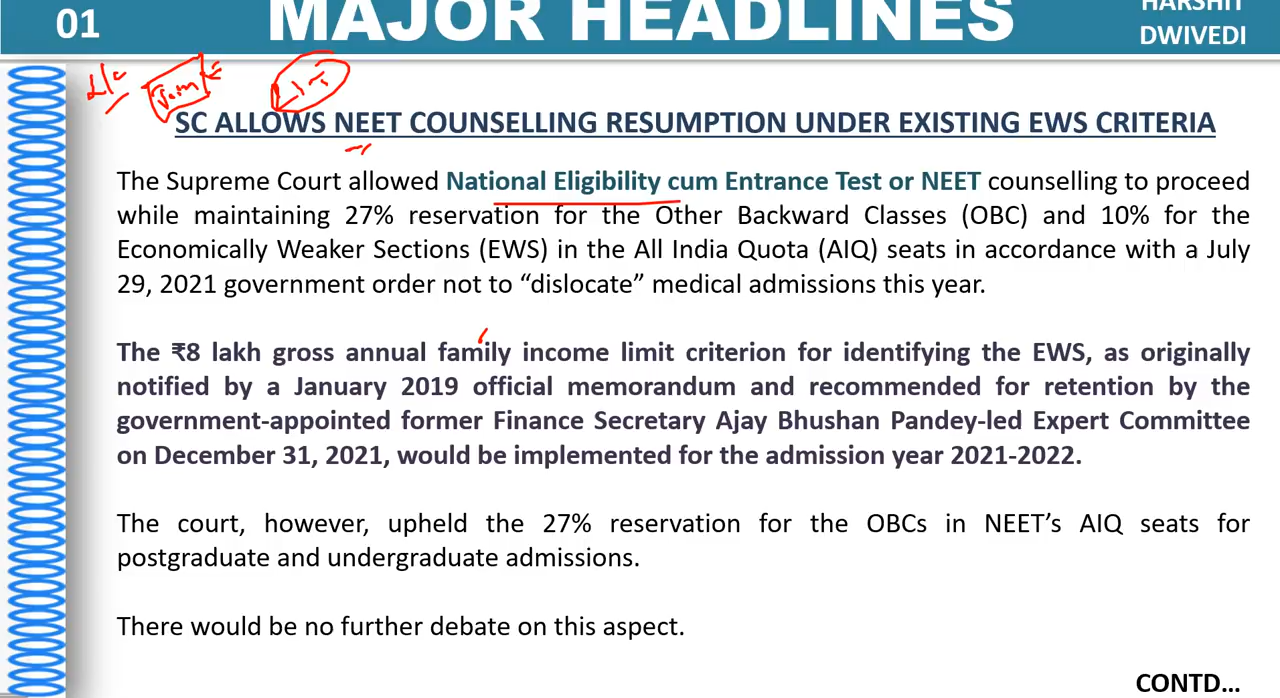 01
MAJOR HEADLINES
HARSHIT
DWIVEDI
SC ALLOWS NEET COUNSELLING RESUMPTION UNDER EXISTING EWS CRITERIA
The Supreme Court allowed National Eligibility cum Entrance Test or NEET counselling to proceed
while maintaining 27% reservation for the Other Backward Classes (OBC) and 10% for the
Economically Weaker Sections (EWS) in the All India Quota (AIQ) seats in accordance with a July
29, 2021 government order not to “dislocate” medical admissions this year.
The ₹8 lakh gross annual family income limit criterion for identifying the EWS, as originally
notified by a January 2019 official memorandum and recommended for retention by the
government-appointed former Finance Secretary Ajay Bhushan Pandey-led Expert Committee
on December 31, 2021, would be implemented for the admission year 2021-2022.
The court, however, upheld the 27% reservation for the OBCs in NEET’s AIQ seats for
postgraduate and undergraduate admissions.
There would be no further debate on this aspect.
CONTD...